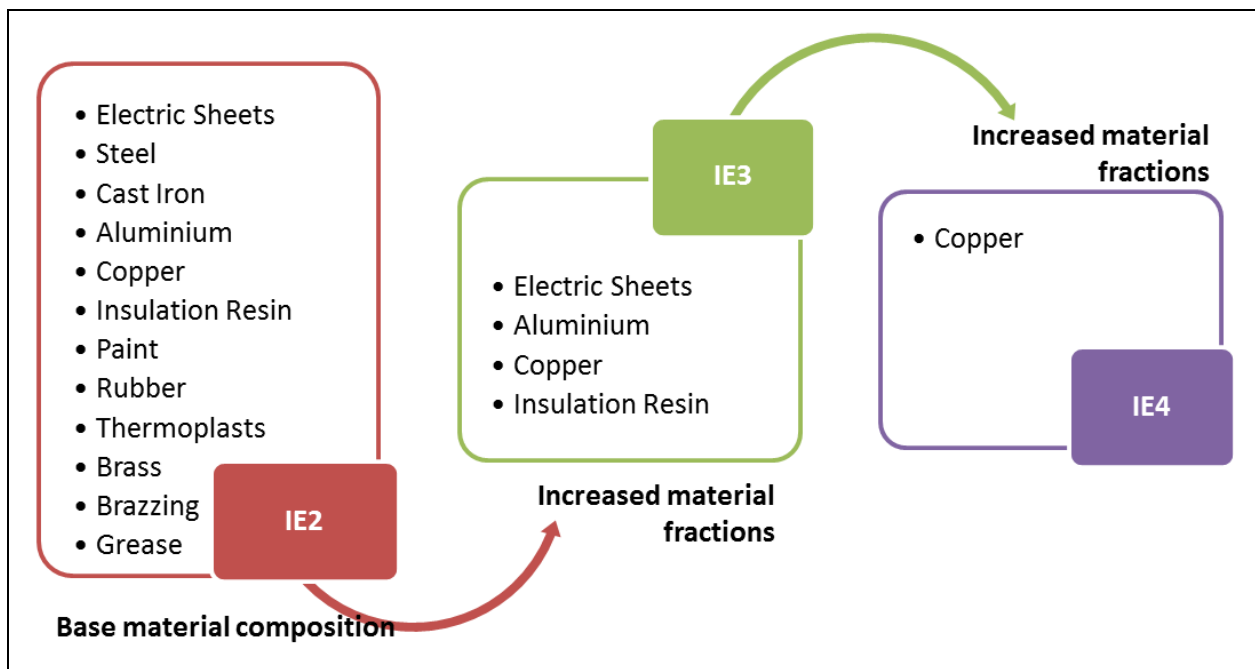 • Electric Sheets
• Steel
• Cast Iron
• Aluminium
• Copper
• Insulation Resin
• Paint
• Rubber
• Thermoplasts
• Brass
• Brazzing
• Grease
IE2
Base material composition
IE3
• Electric Sheets
• Aluminium
• Copper
• Insulation Resin
Increased material
fractions
Increased material
fractions
• Copper
IE4